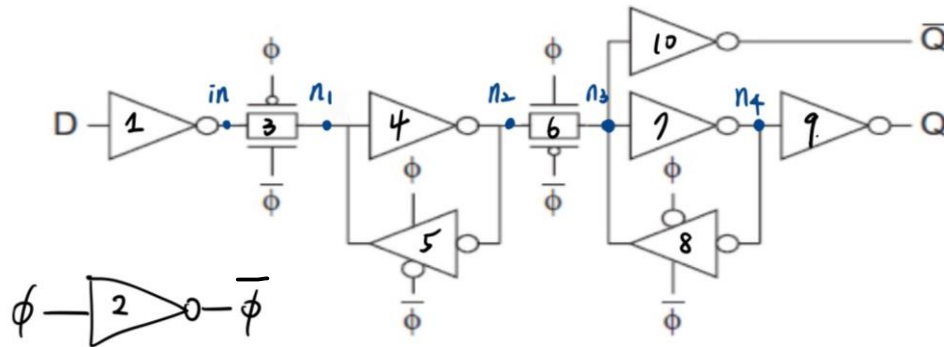 ϕ ϕ 10 Q̅
in n₁ n₂ n₃ n₄
D 1 3 4 6 7 9 Q
ϕ̅ ϕ ϕ̅ ϕ
5 8
ϕ 2 ϕ̅ ϕ̅ ϕ̅